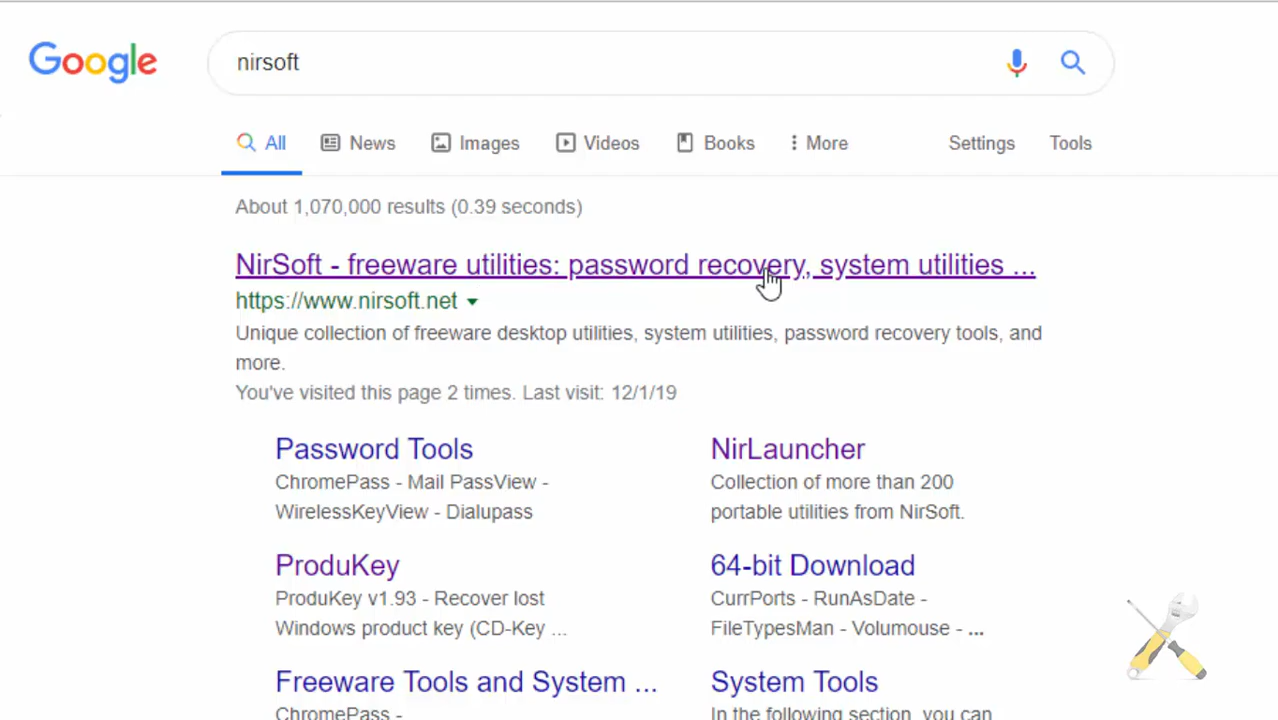 Google
nirsoft
All News Images Videos Books More Settings Tools
About 1,070,000 results (0.39 seconds)
NirSoft - freeware utilities: password recovery, system utilities ...
https://www.nirsoft.net
Unique collection of freeware desktop utilities, system utilities, password recovery tools, and
more.
You've visited this page 2 times. Last visit: 12/1/19
Password Tools
ChromePass - Mail PassView -
WirelessKeyView - Dialupass
NirLauncher
Collection of more than 200
portable utilities from NirSoft.
ProduKey
ProduKey v1.93 - Recover lost
Windows product key (CD-Key ...
64-bit Download
CurrPorts - RunAsDate -
FileTypesMan - Volumouse - ...
Freeware Tools and System ...
ChromePass -
System Tools
In the following section, you can